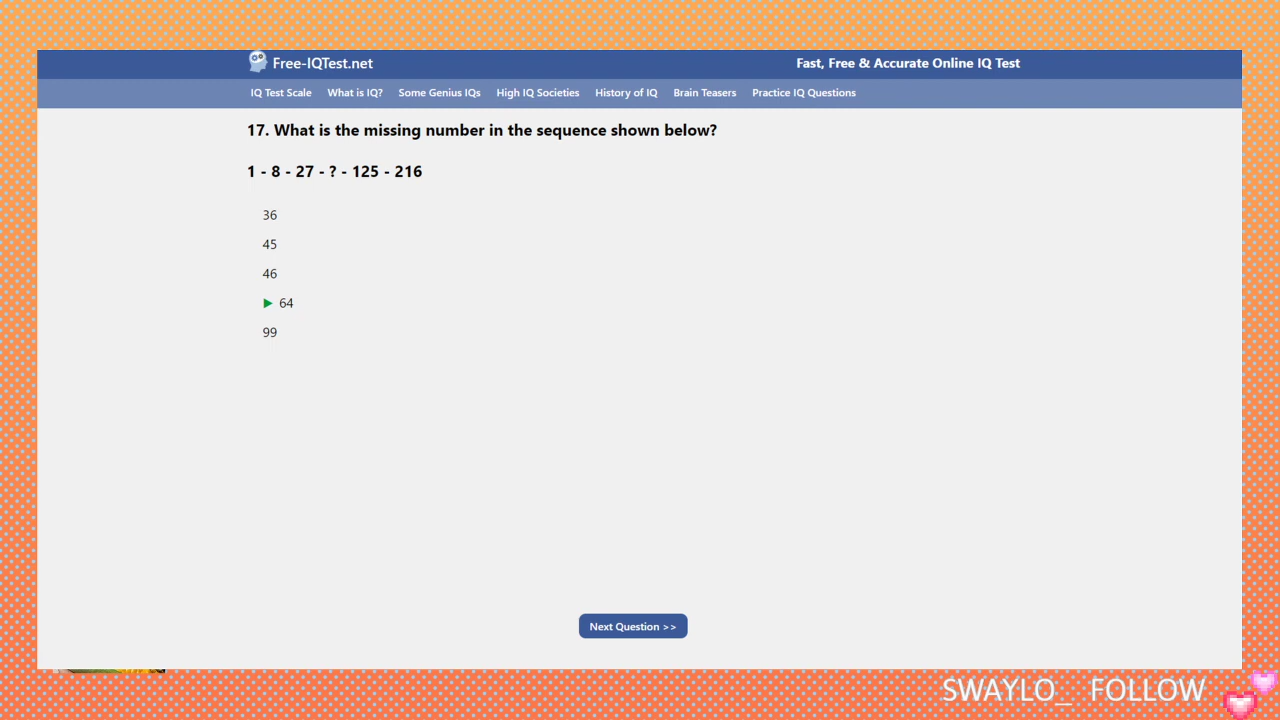 Free-IQTest.net
Fast, Free & Accurate Online IQ Test
IQ Test Scale What is IQ? Some Genius IQs High IQ Societies History of IQ Brain Teasers Practice IQ Questions
17. What is the missing number in the sequence shown below?
1 - 8 - 27 - ? - 125 - 216
36
45
46
64
99
Next Question >>
SWAYLO_ FOLLOW